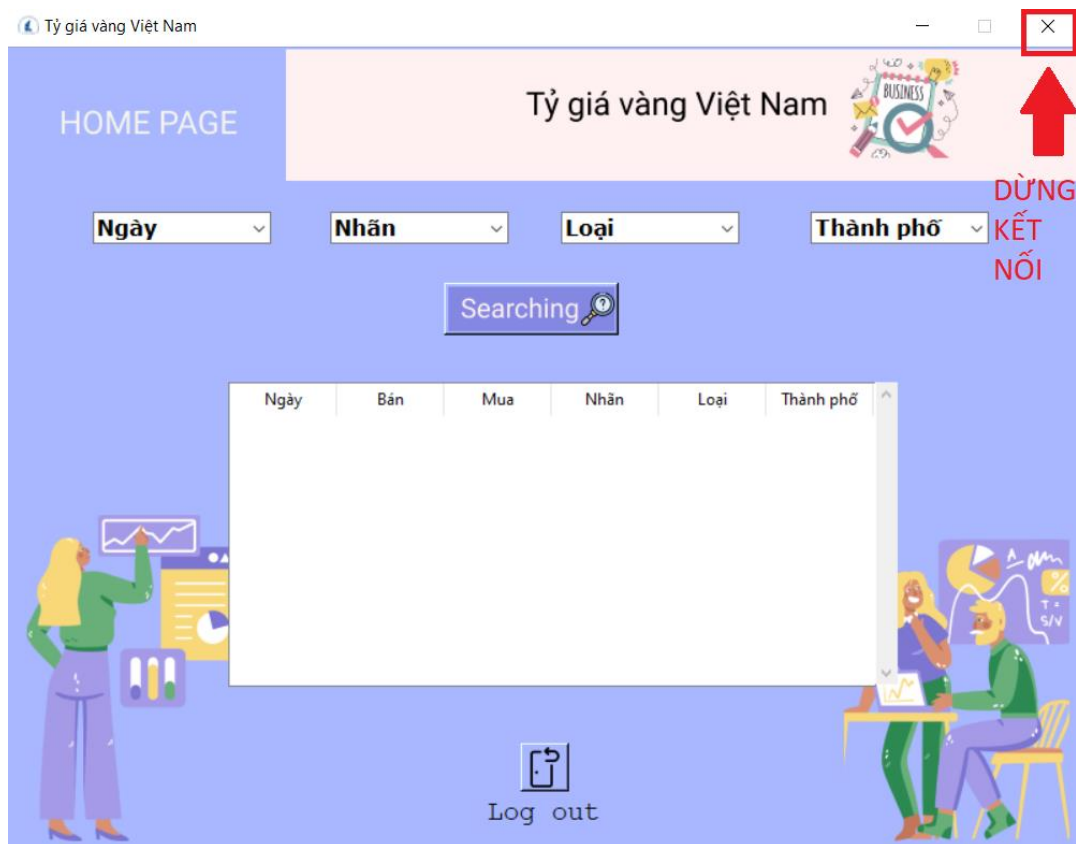 Tỷ giá vàng Việt Nam
HOME PAGE
Tỷ giá vàng Việt Nam
BUSINESS
DỪNG
KẾT
NỐI
Ngày
Nhãn
Loại
Thành phố
Searching
?
Ngày Bán Mua Nhãn Loại Thành phố
%
T =
S/V
Log out